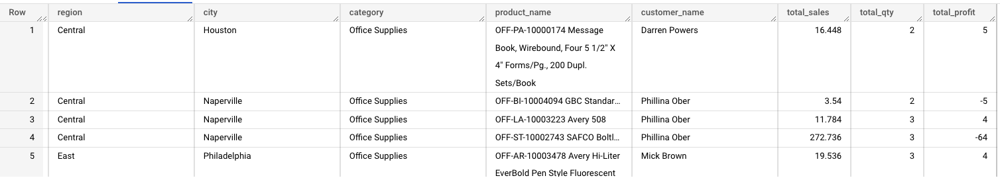 Row region city category product_name customer_name total_sales total_qty total_profit
1 Central Houston Office Supplies OFF-PA-10000174 Message Darren Powers 16.448 2 5
Book, Wirebound, Four 5 1/2" X
4" Forms/Pg., 200 Dupl.
Sets/Book
2 Central Naperville Office Supplies OFF-BI-10004094 GBC Standar... Phillina Ober 3.54 2 -5
3 Central Naperville Office Supplies OFF-LA-10003223 Avery 508 Phillina Ober 11.784 3 4
4 Central Naperville Office Supplies OFF-ST-10002743 SAFCO Boltl... Phillina Ober 272.736 3 -64
5 East Philadelphia Office Supplies OFF-AR-10003478 Avery Hi-Liter Mick Brown 19.536 3 4
EverBold Pen Style Fluorescent